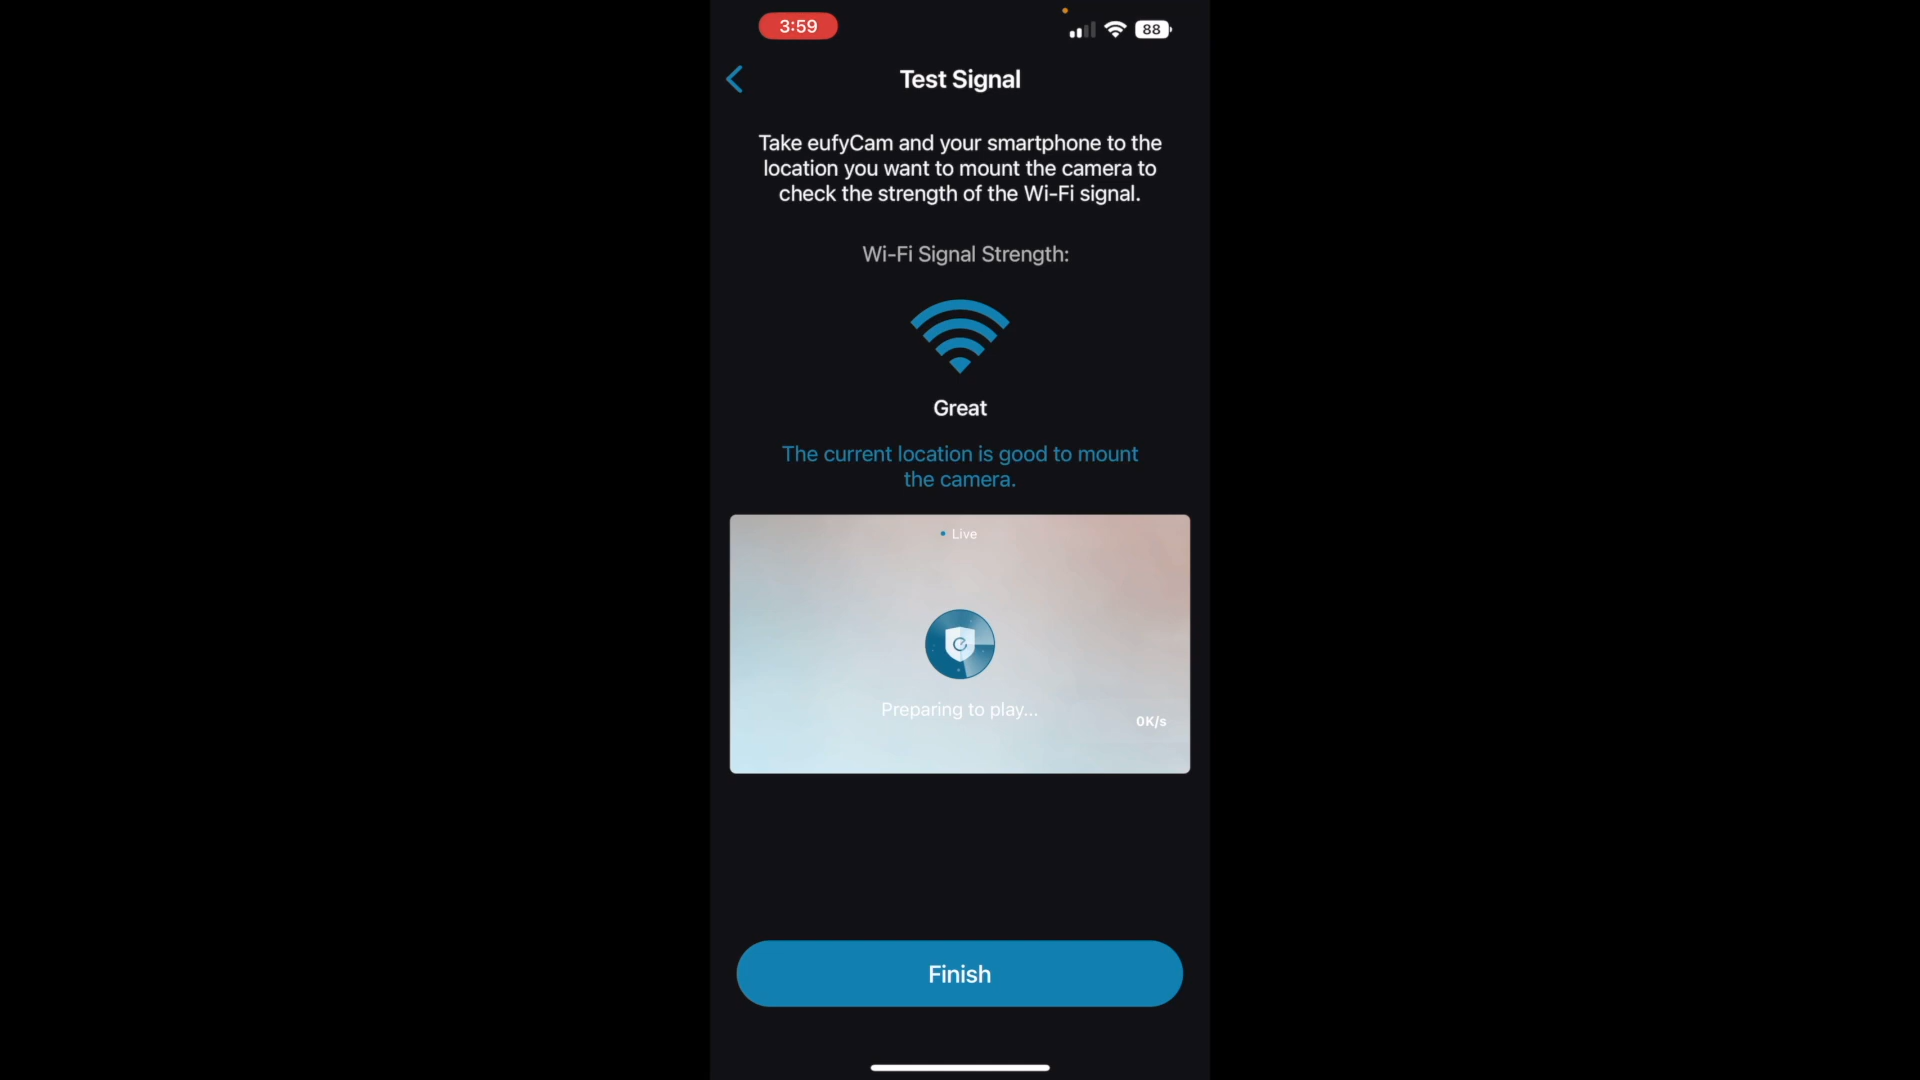 3:59
88
Test Signal
Take eufyCam and your smartphone to the
location you want to mount the camera to
check the strength of the Wi-Fi signal.
Wi-Fi Signal Strength:
Great
The current location is good to mount
the camera.
Live
Preparing to play...
0K/s
Finish